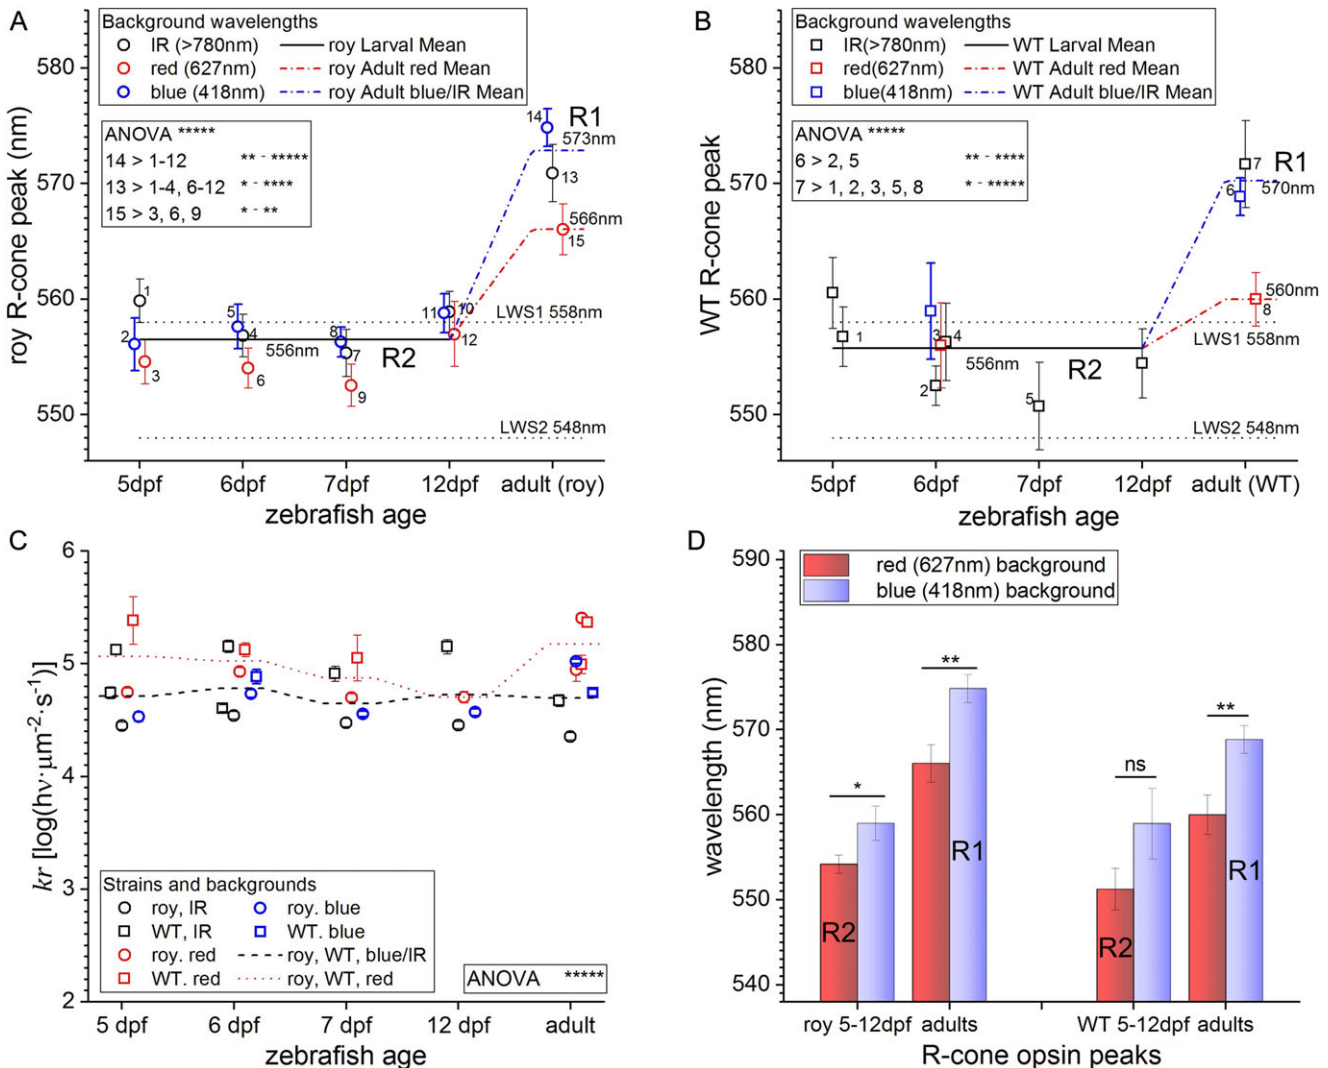 A
Background wavelengths
IR (>780nm) roy Larval Mean
red (627nm) roy Adult red Mean
blue (418nm) roy Adult blue/IR Mean
ANOVA *****
14 > 1-12 ** - *****
13 > 1-4, 6-12 * - ****
15 > 3, 6, 9 * - **
roy R-cone peak (nm)
580
570
560
550
14
R1
573nm
13
566nm
15
1
2
3
5
4
6
8
7
9
11
10
12
LWS1 558nm
556nm
R2
LWS2 548nm
5dpf 6dpf 7dpf 12dpf adult (roy)
zebrafish age
B
Background wavelengths
IR(>780nm) WT Larval Mean
red(627nm) WT Adult red Mean
blue(418nm) WT Adult blue/IR Mean
ANOVA *****
6 > 2, 5 ** - ****
7 > 1, 2, 3, 5, 8 * - *****
WT R-cone peak
580
570
560
550
7
R1
6
570nm
560nm
8
1
3
4
2
5
LWS1 558nm
556nm
R2
LWS2 548nm
5dpf 6dpf 7dpf 12dpf adult (WT)
zebrafish age
C
kr [log(hν·μm⁻²·s⁻¹)]
6
5
4
3
2
Strains and backgrounds
roy, IR roy. blue
WT, IR WT. blue
roy. red roy, WT, blue/IR
WT. red roy, WT, red
ANOVA *****
5 dpf 6 dpf 7 dpf 12 dpf adult
zebrafish age
D
red (627nm) background
blue (418nm) background
wavelength (nm)
590
580
570
560
550
540
*
**
ns
**
R2
R1
R2
R1
roy 5-12dpf adults WT 5-12dpf adults
R-cone opsin peaks